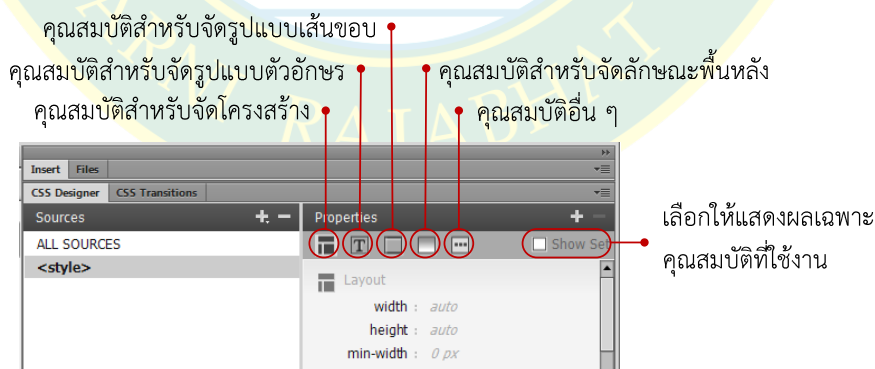 คุณสมบัติสำหรับจัดรูปแบบเส้นขอบ
คุณสมบัติสำหรับจัดรูปแบบตัวอักษร
คุณสมบัติสำหรับจัดลักษณะพื้นหลัง
คุณสมบัติสำหรับจัดโครงสร้าง
คุณสมบัติอื่น ๆ
RAJABHAT
Insert Files
CSS Designer CSS Transitions
Sources
Properties
ALL SOURCES
<style>
T
Show Set
Layout
width : auto
height : auto
min-width : 0 px
เลือกให้แสดงผลเฉพาะ
คุณสมบัติที่ใช้งาน